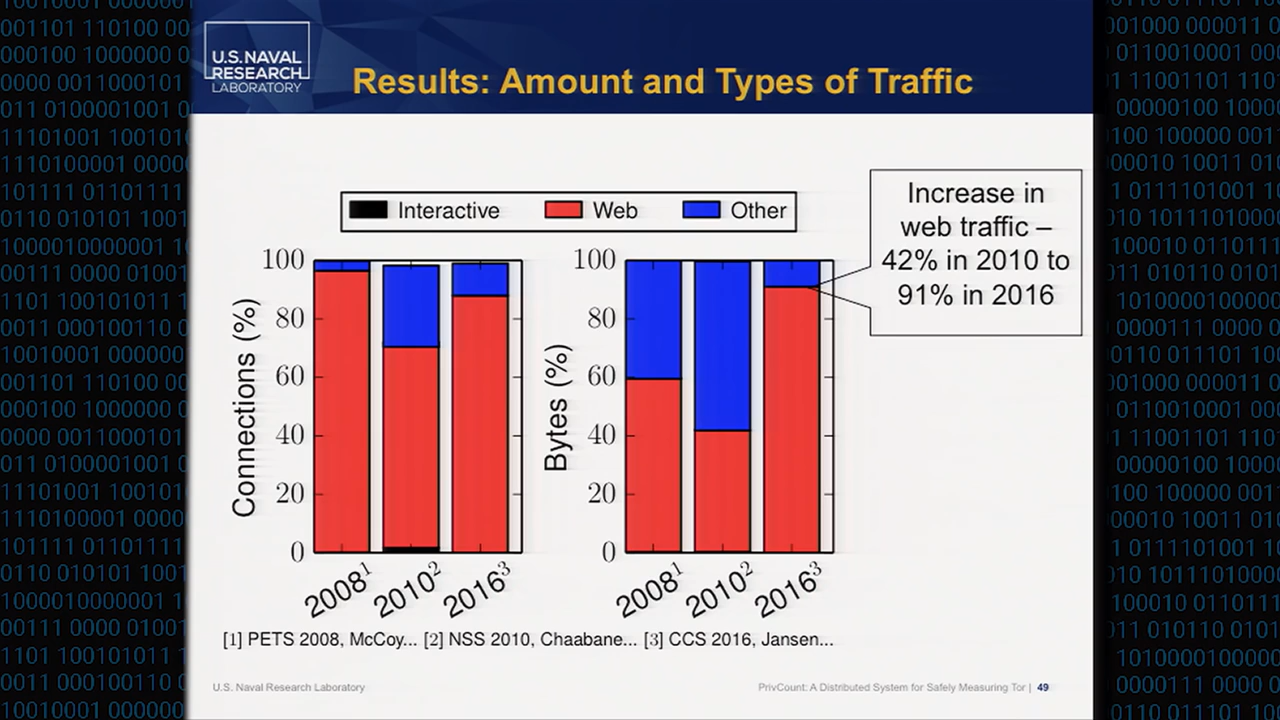 U.S. NAVAL
RESEARCH
LABORATORY
Results: Amount and Types of Traffic
Interactive Web Other
Increase in
web traffic –
42% in 2010 to
91% in 2016
Connections (%)
100
80
60
40
20
0
2008¹ 2010² 2016³
Bytes (%)
100
80
60
40
20
0
2008¹ 2010² 2016³
[1] PETS 2008, McCoy... [2] NSS 2010, Chaabane... [3] CCS 2016, Jansen...
U.S. Naval Research Laboratory
PrivCount: A Distributed System for Safely Measuring Tor | 49